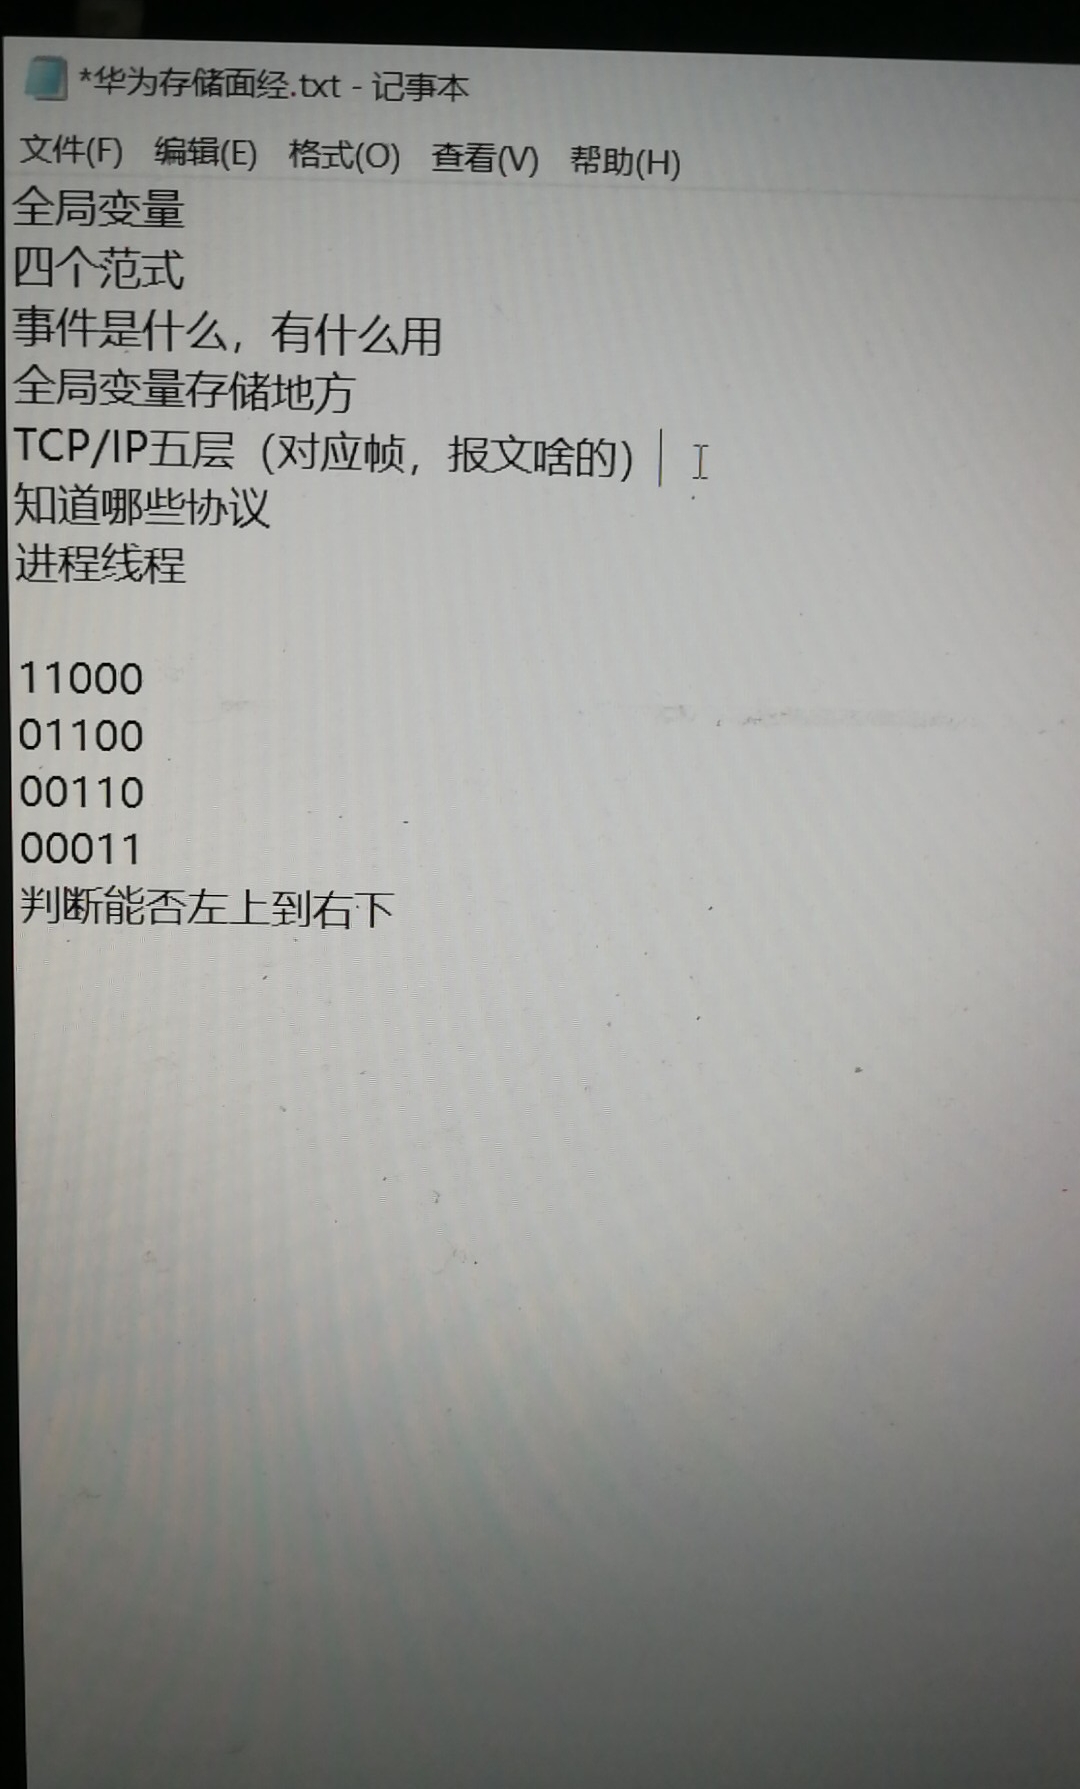 *华为存储面经.txt - 记事本
文件(F) 编辑(E) 格式(O) 查看(V) 帮助(H)
全局变量
四个范式
事件是什么，有什么用
全局变量存储地方
TCP/IP五层（对应帧，报文啥的）
知道哪些协议
进程线程
11000
01100
00110
00011
判断能否左上到右下